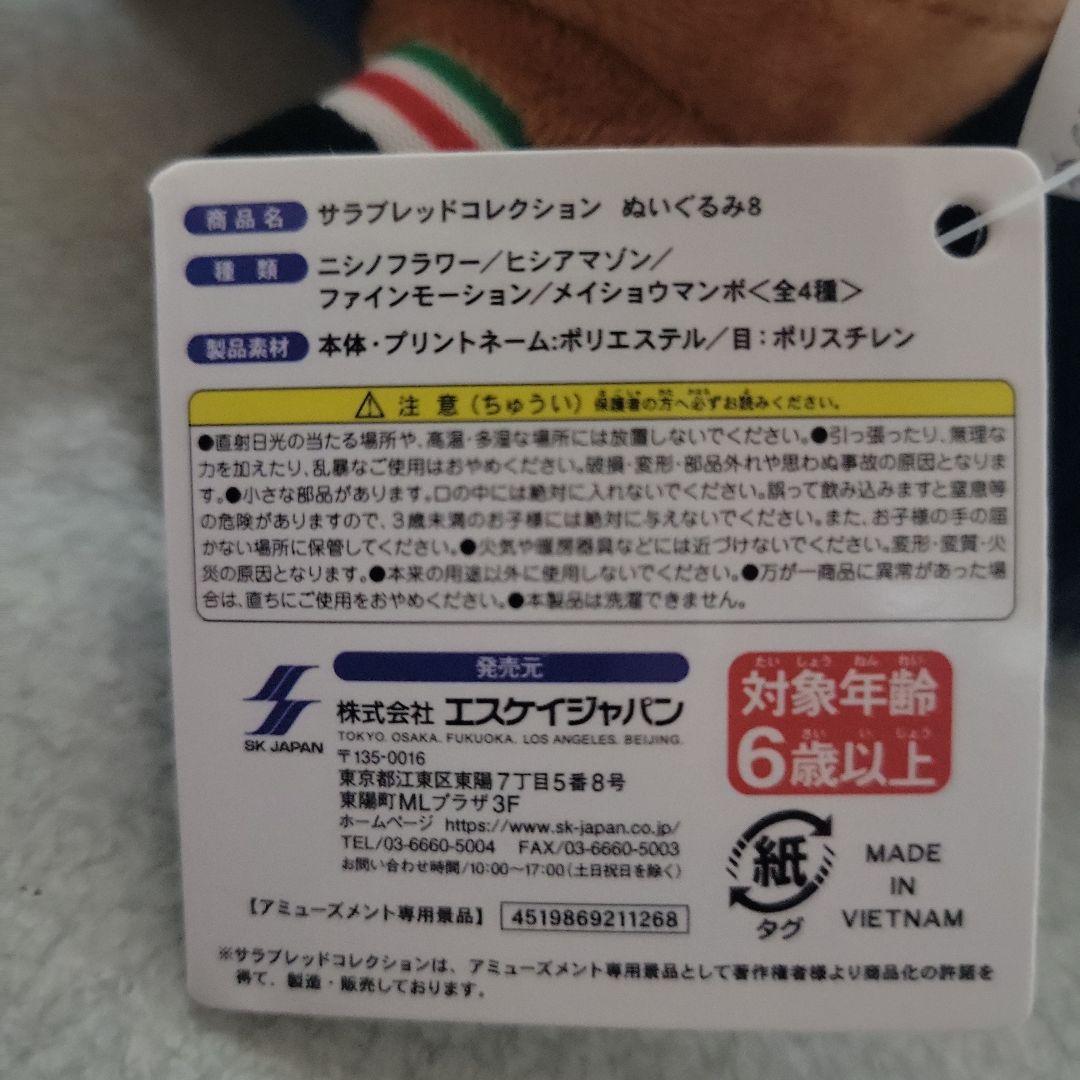 商品名 サラブレッドコレクション ぬいぐるみ8
種類 ニシノフラワー/ヒシアマゾン/
ファインモーション/メイショウマンボ<全4種>
製品素材 本体・プリントネーム:ポリエステル/目:ポリスチレン
注意(ちゅうい) 保護者の方へ必ずお読みください。
●直射日光の当たる場所や、高温・多湿な場所には放置しないでください。●引っ張ったり、無理な
力を加えたり、乱暴なご使用はおやめください。破損・変形・部品外れや思わぬ事故の原因となりま
す。●小さな部品があります。口の中には絶対に入れないでください。誤って飲み込みますと窒息等
の危険がありますので、3歳未満のお子様には絶対に与えないでください。また、お子様の手の届
かない場所に保管してください。●火気や暖房器具などには近づけないでください。変形・変質・火
災の原因となります。●本来の用途以外に使用しないでください。●万が一商品に異常があった場
合は、直ちにご使用をおやめください。●本製品は洗濯できません。
発売元
SK JAPAN
株式会社 エスケイジャパン
TOKYO. OSAKA. FUKUOKA. LOS ANGELES. BEIJING.
〒135-0016
東京都江東区東陽7丁目5番8号
東陽町MLプラザ3F
ホームページ https://www.sk-japan.co.jp/
TEL/03-6660-5004 FAX/03-6660-5003
お問い合わせ時間/10:00〜17:00(土日祝日を除く)
たいしょうねんれい
対象年齢
さいいじょう
6歳以上
紙
タグ
MADE
IN
VIETNAM
【アミューズメント専用景品】 4519869211268
※サラブレッドコレクションは、アミューズメント専用景品として著作権者様より商品化の許諾を
得て、製造・販売しております。